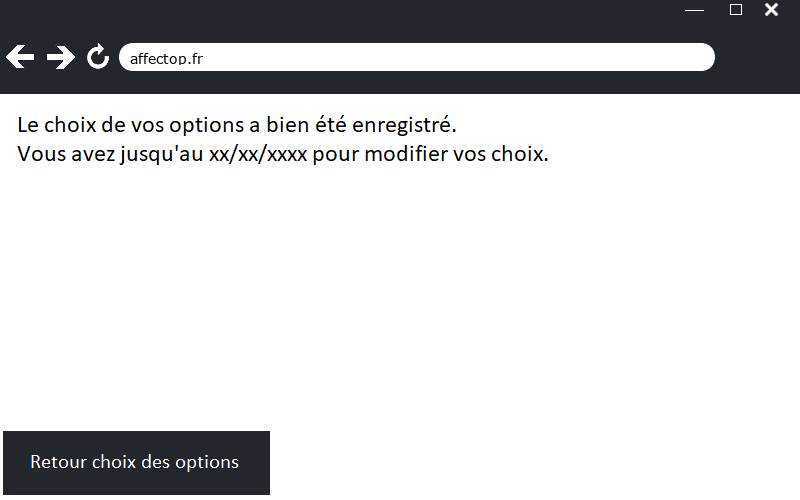 affectop.fr
Le choix de vos options a bien été enregistré.
Vous avez jusqu'au xx/xx/xxxx pour modifier vos choix.
Retour choix des options